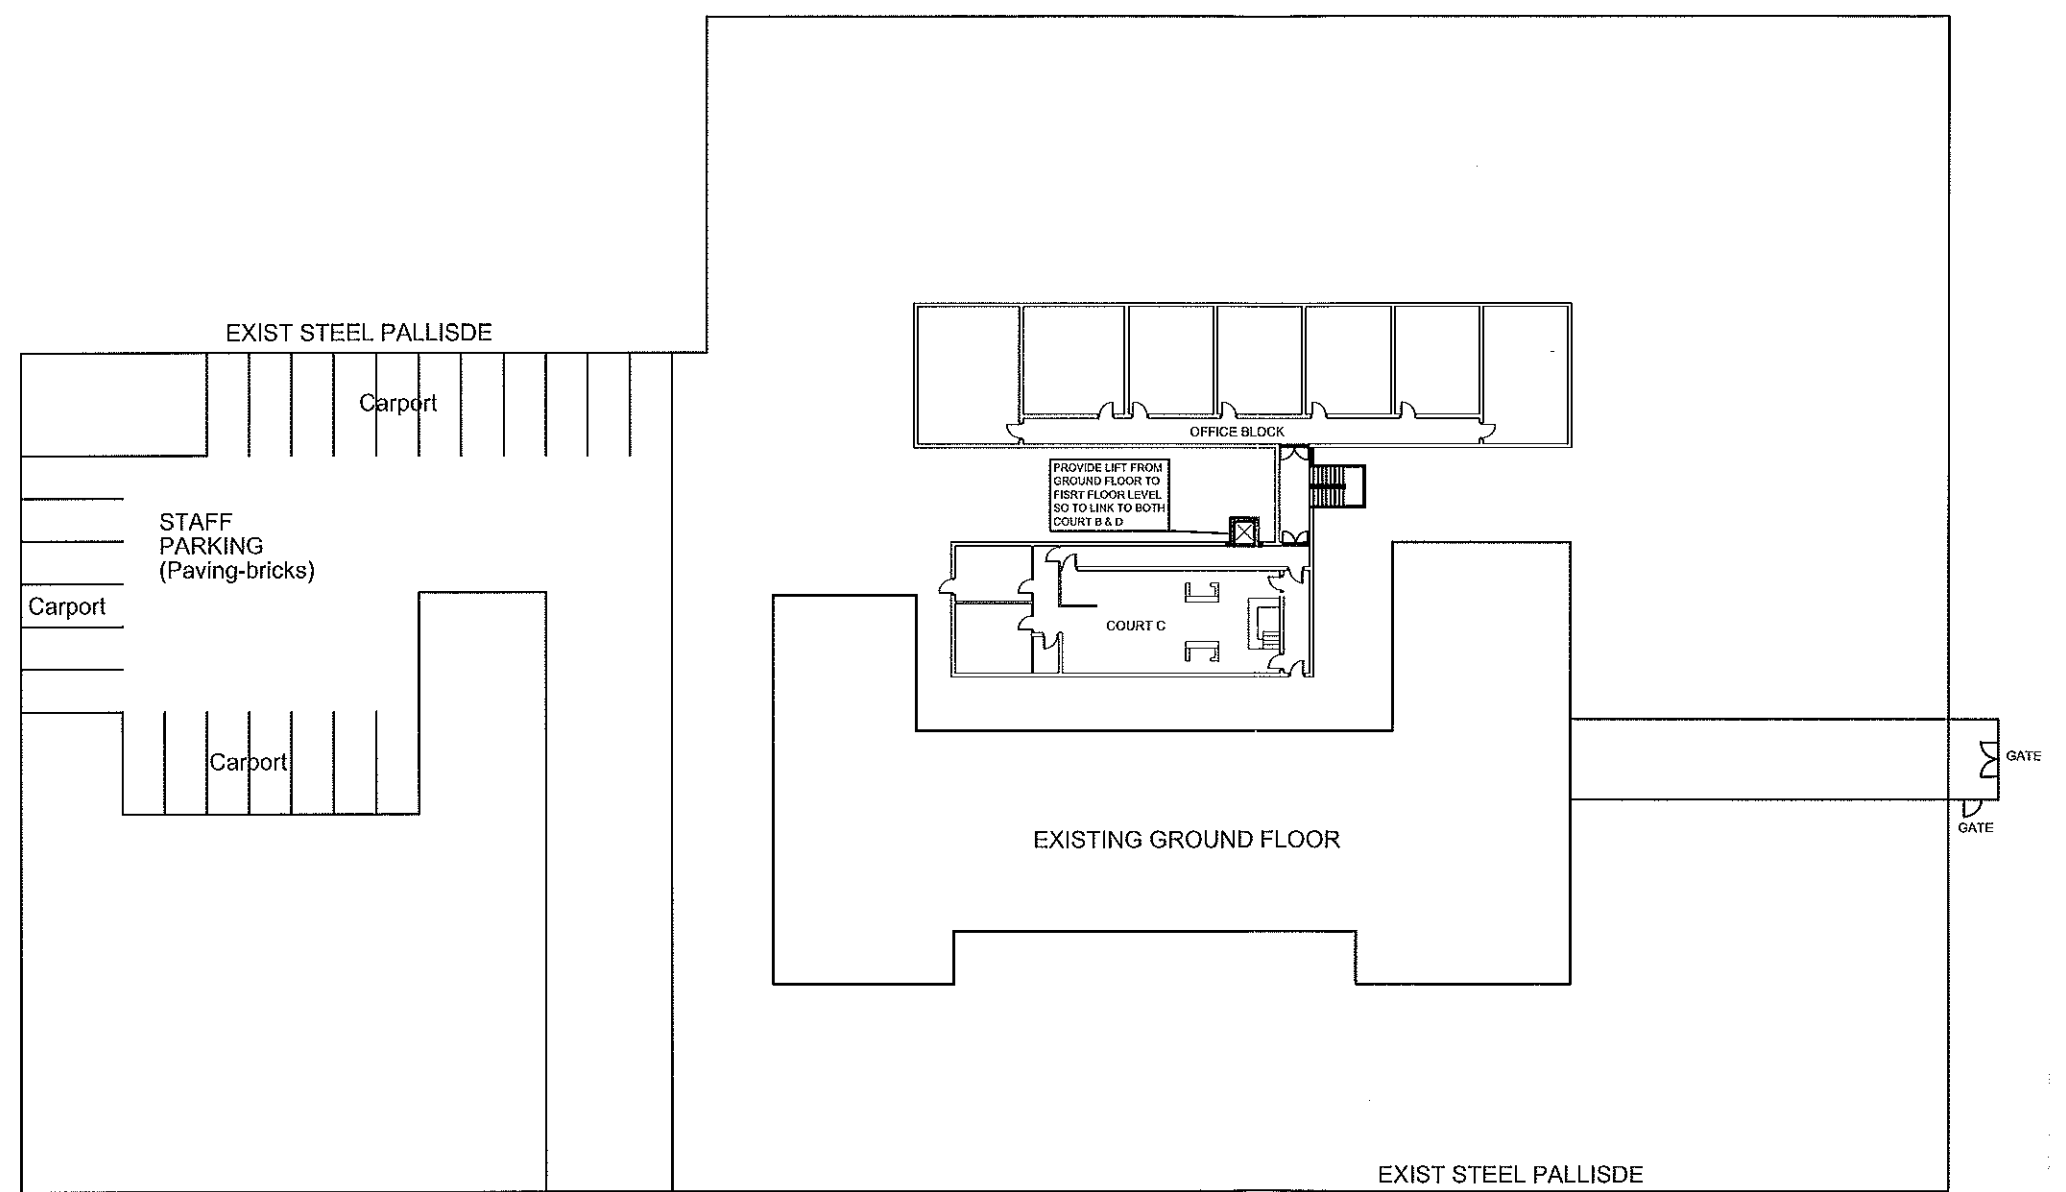 EXIST STEEL PALLISDE
Carport
OFFICE BLOCK
PROVIDE LIFT FROM
GROUND FLOOR TO
FISRT FLOOR LEVEL
SO TO LINK TO BOTH
COURT B & D
STAFF
PARKING
(Paving-bricks)
Carport
COURT C
Carport
GATE
GATE
EXISTING GROUND FLOOR
EXIST STEEL PALLISDE